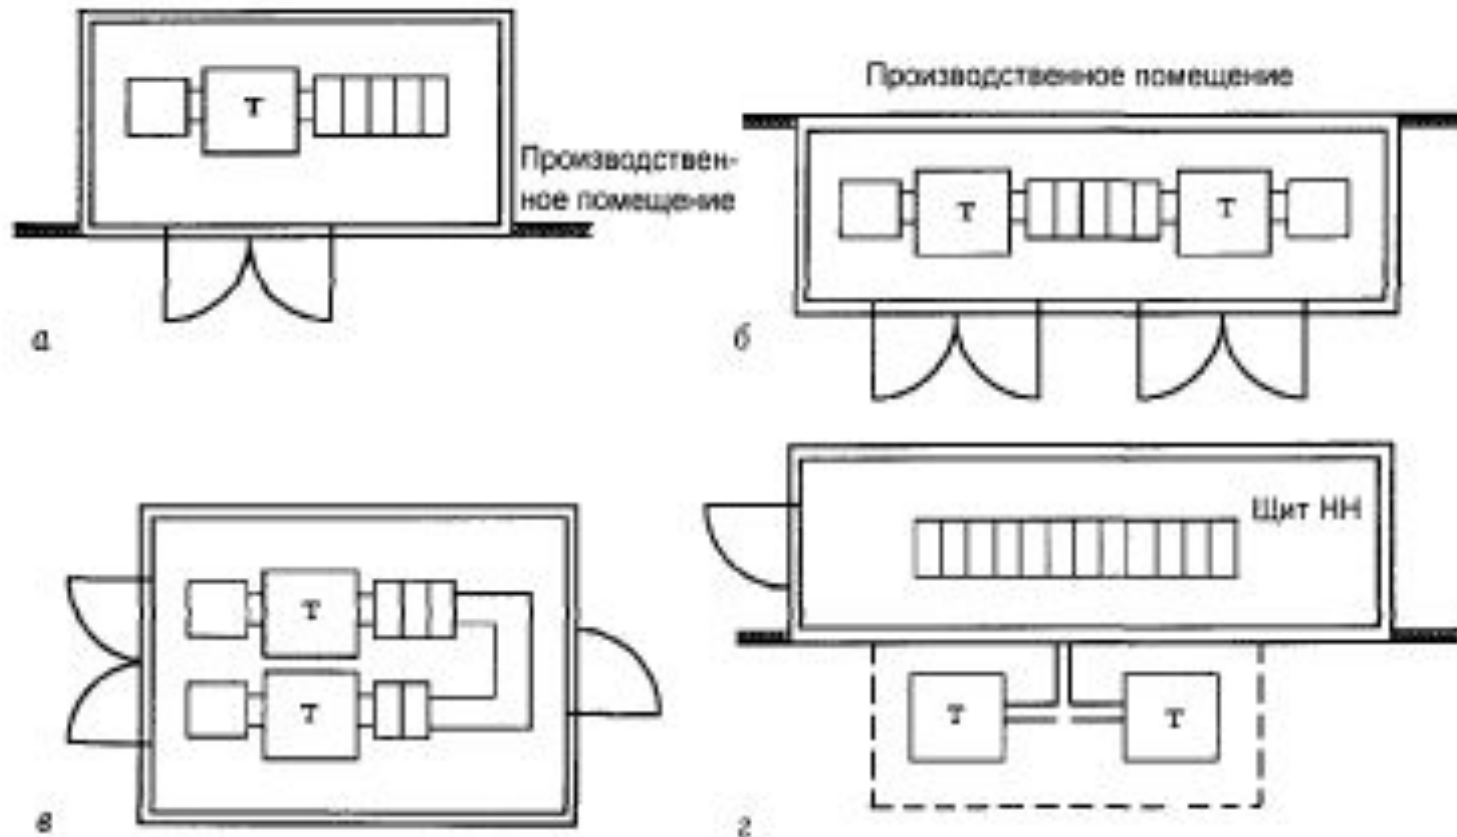 Т
Производствен-
ное помещение
а
Производственное помещение
Т
Т
б
Т
Т
в
Щит НН
Т
Т
г